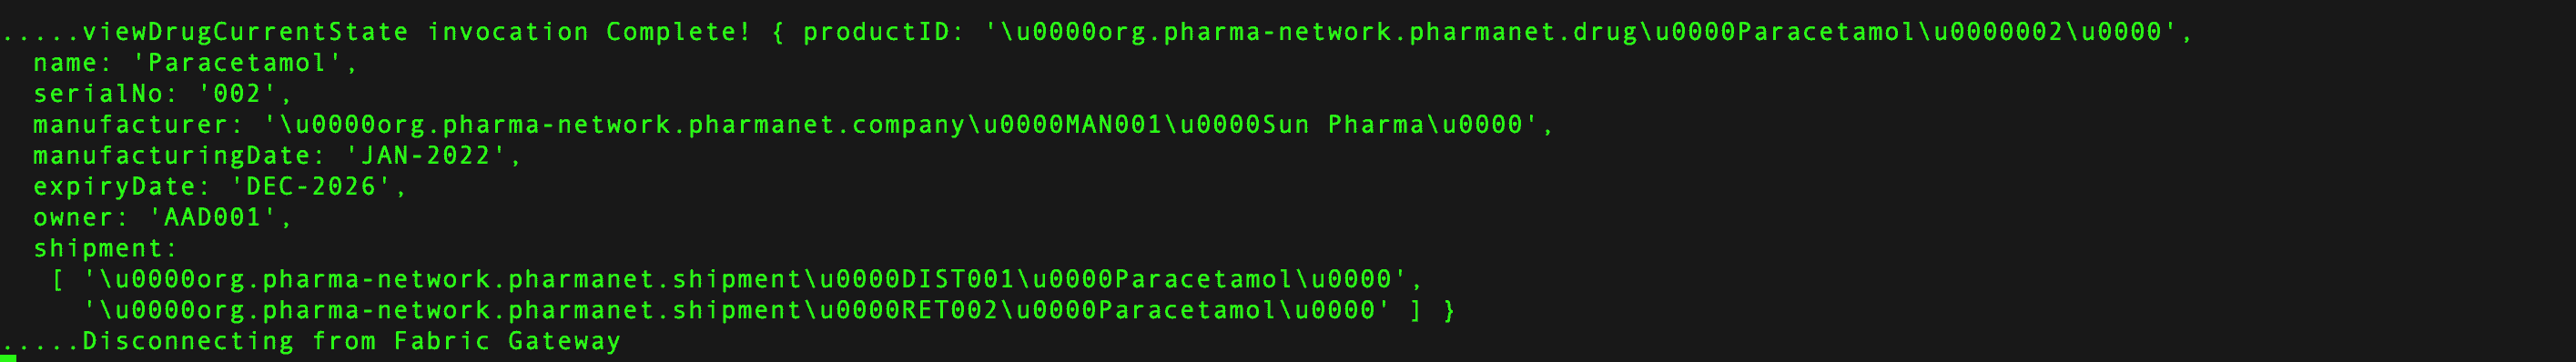 .....viewDrugCurrentState invocation Complete! { productID: '\u0000org.pharma-network.pharmanet.drug\u0000Paracetamol\u0000002\u0000',
  name: 'Paracetamol',
  serialNo: '002',
  manufacturer: '\u0000org.pharma-network.pharmanet.company\u0000MAN001\u0000Sun Pharma\u0000',
  manufacturingDate: 'JAN-2022',
  expiryDate: 'DEC-2026',
  owner: 'AAD001',
  shipment:
   [ '\u0000org.pharma-network.pharmanet.shipment\u0000DIST001\u0000Paracetamol\u0000',
     '\u0000org.pharma-network.pharmanet.shipment\u0000RET002\u0000Paracetamol\u0000' ] }
.....Disconnecting from Fabric Gateway